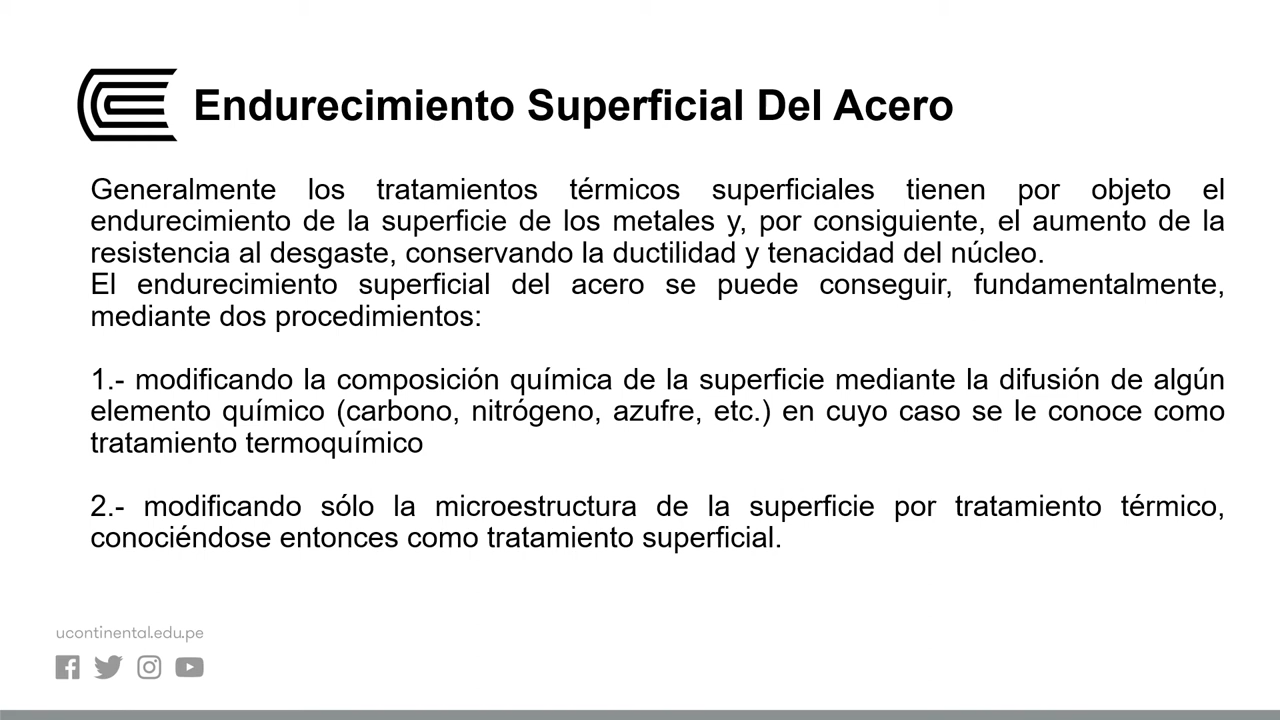 Endurecimiento Superficial Del Acero
Generalmente los tratamientos térmicos superficiales tienen por objeto el
endurecimiento de la superficie de los metales y, por consiguiente, el aumento de la
resistencia al desgaste, conservando la ductilidad y tenacidad del núcleo.
El endurecimiento superficial del acero se puede conseguir, fundamentalmente,
mediante dos procedimientos:
1.- modificando la composición química de la superficie mediante la difusión de algún
elemento químico (carbono, nitrógeno, azufre, etc.) en cuyo caso se le conoce como
tratamiento termoquímico
2.- modificando sólo la microestructura de la superficie por tratamiento térmico,
conociéndose entonces como tratamiento superficial.
ucontinental.edu.pe